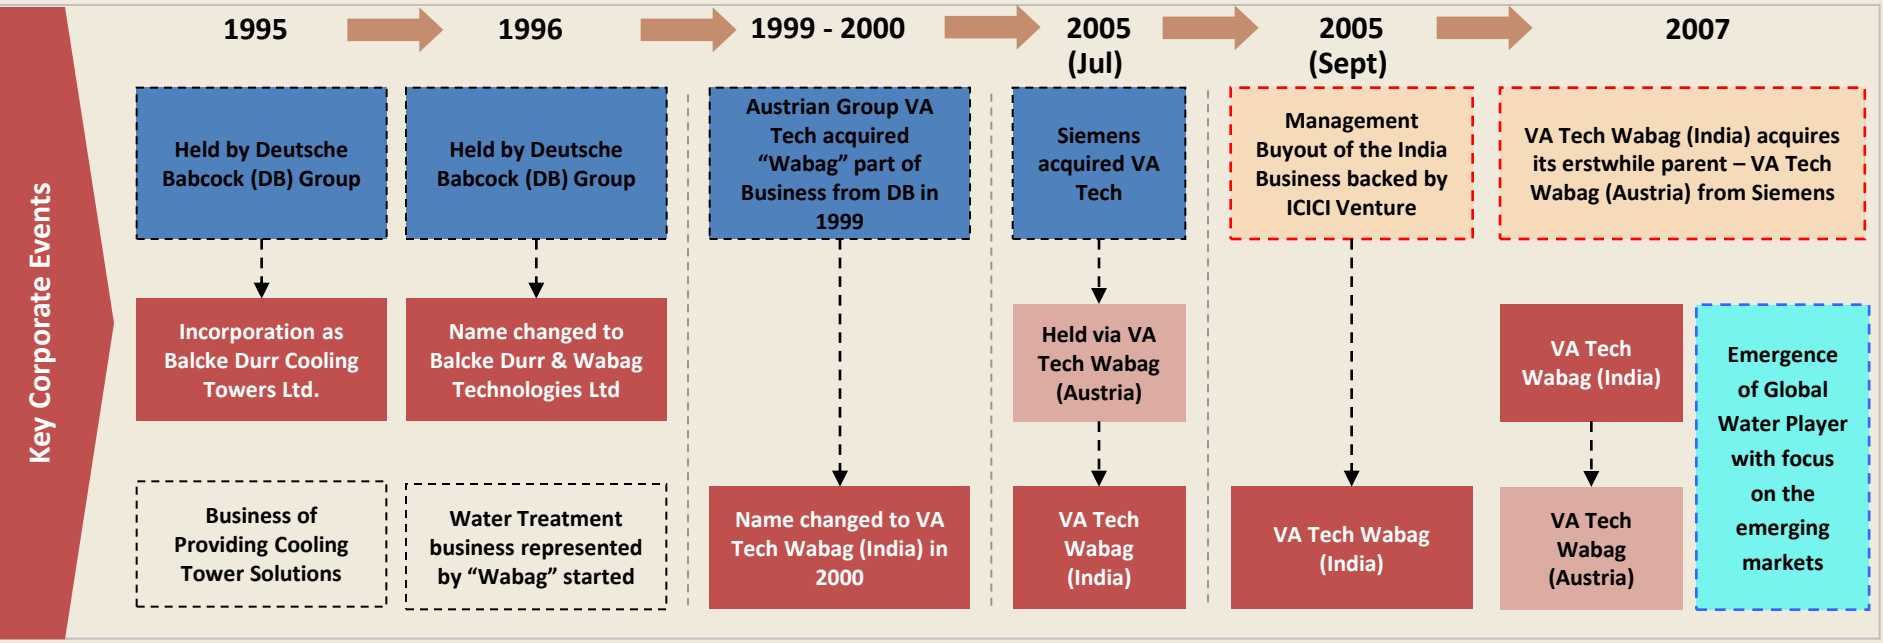 Key Corporate Events
1995
1996
1999 - 2000
2005
(Jul)
2005
(Sept)
2007
Held by Deutsche
Babcock (DB) Group
Held by Deutsche
Babcock (DB) Group
Austrian Group VA
Tech acquired
“Wabag” part of
Business from DB in
1999
Siemens
acquired VA
Tech
Management
Buyout of the India
Business backed by
ICICI Venture
VA Tech Wabag (India) acquires
its erstwhile parent – VA Tech
Wabag (Austria) from Siemens
Incorporation as
Balcke Durr Cooling
Towers Ltd.
Name changed to
Balcke Durr & Wabag
Technologies Ltd
Held via VA
Tech Wabag
(Austria)
VA Tech
Wabag (India)
Emergence
of Global
Water Player
with focus
on the
emerging
markets
Business of
Providing Cooling
Tower Solutions
Water Treatment
business represented
by “Wabag” started
Name changed to VA
Tech Wabag (India) in
2000
VA Tech
Wabag
(India)
VA Tech Wabag
(India)
VA Tech
Wabag
(Austria)